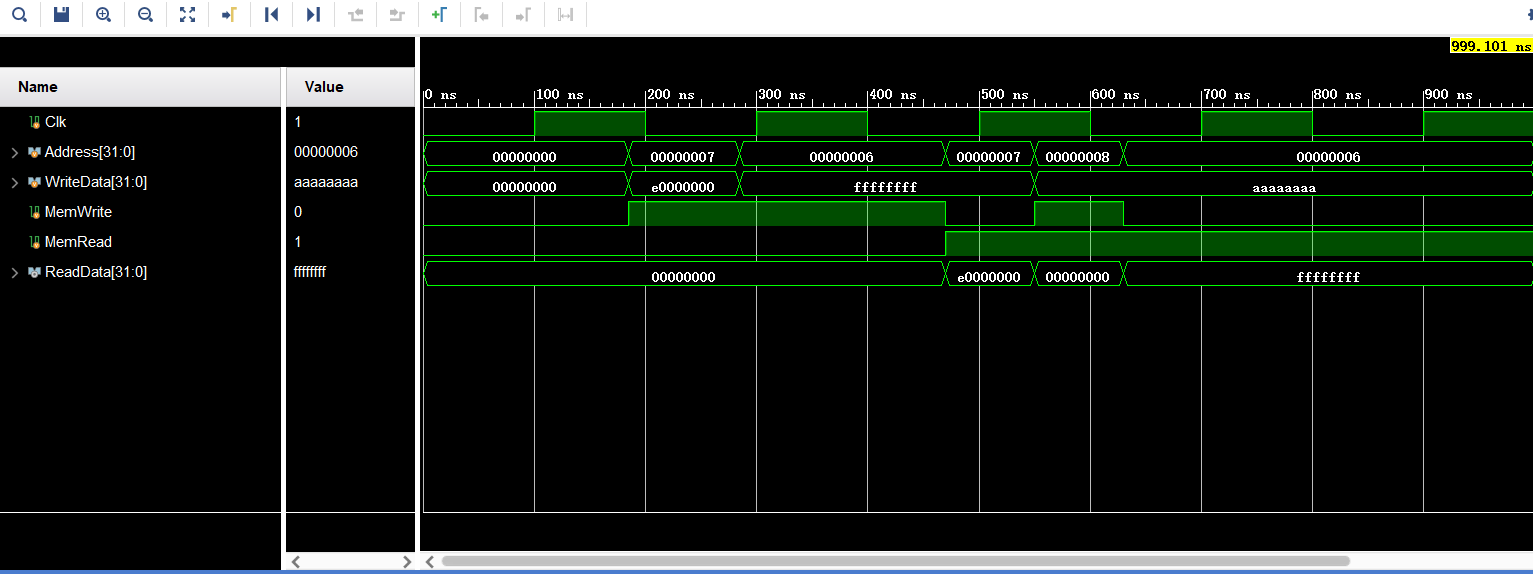 999.101 ns
Name Value
0 ns 100 ns 200 ns 300 ns 400 ns 500 ns 600 ns 700 ns 800 ns 900 ns
Clk 1
Address[31:0] 00000006 00000000 00000007 00000006 00000007 00000008 00000006
WriteData[31:0] aaaaaaaa 00000000 e0000000 ffffffff aaaaaaaa
MemWrite 0
MemRead 1
ReadData[31:0] ffffffff 00000000 e0000000 00000000 ffffffff